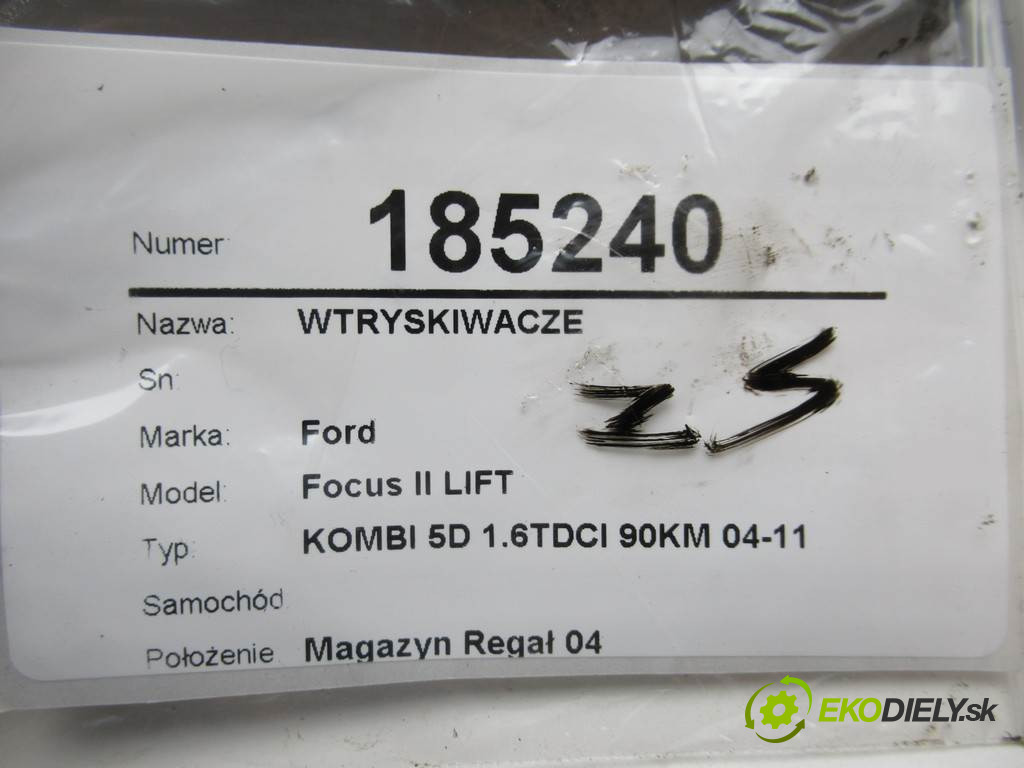 Numer: 185240
Nazwa: WTRYSKIWACZE
Sn:
Marka: Ford
Model: Focus II LIFT
Typ: KOMBI 5D 1.6TDCI 90KM 04-11
Samochód
Położenie Magazyn Regał 04
EKODIELY.sk